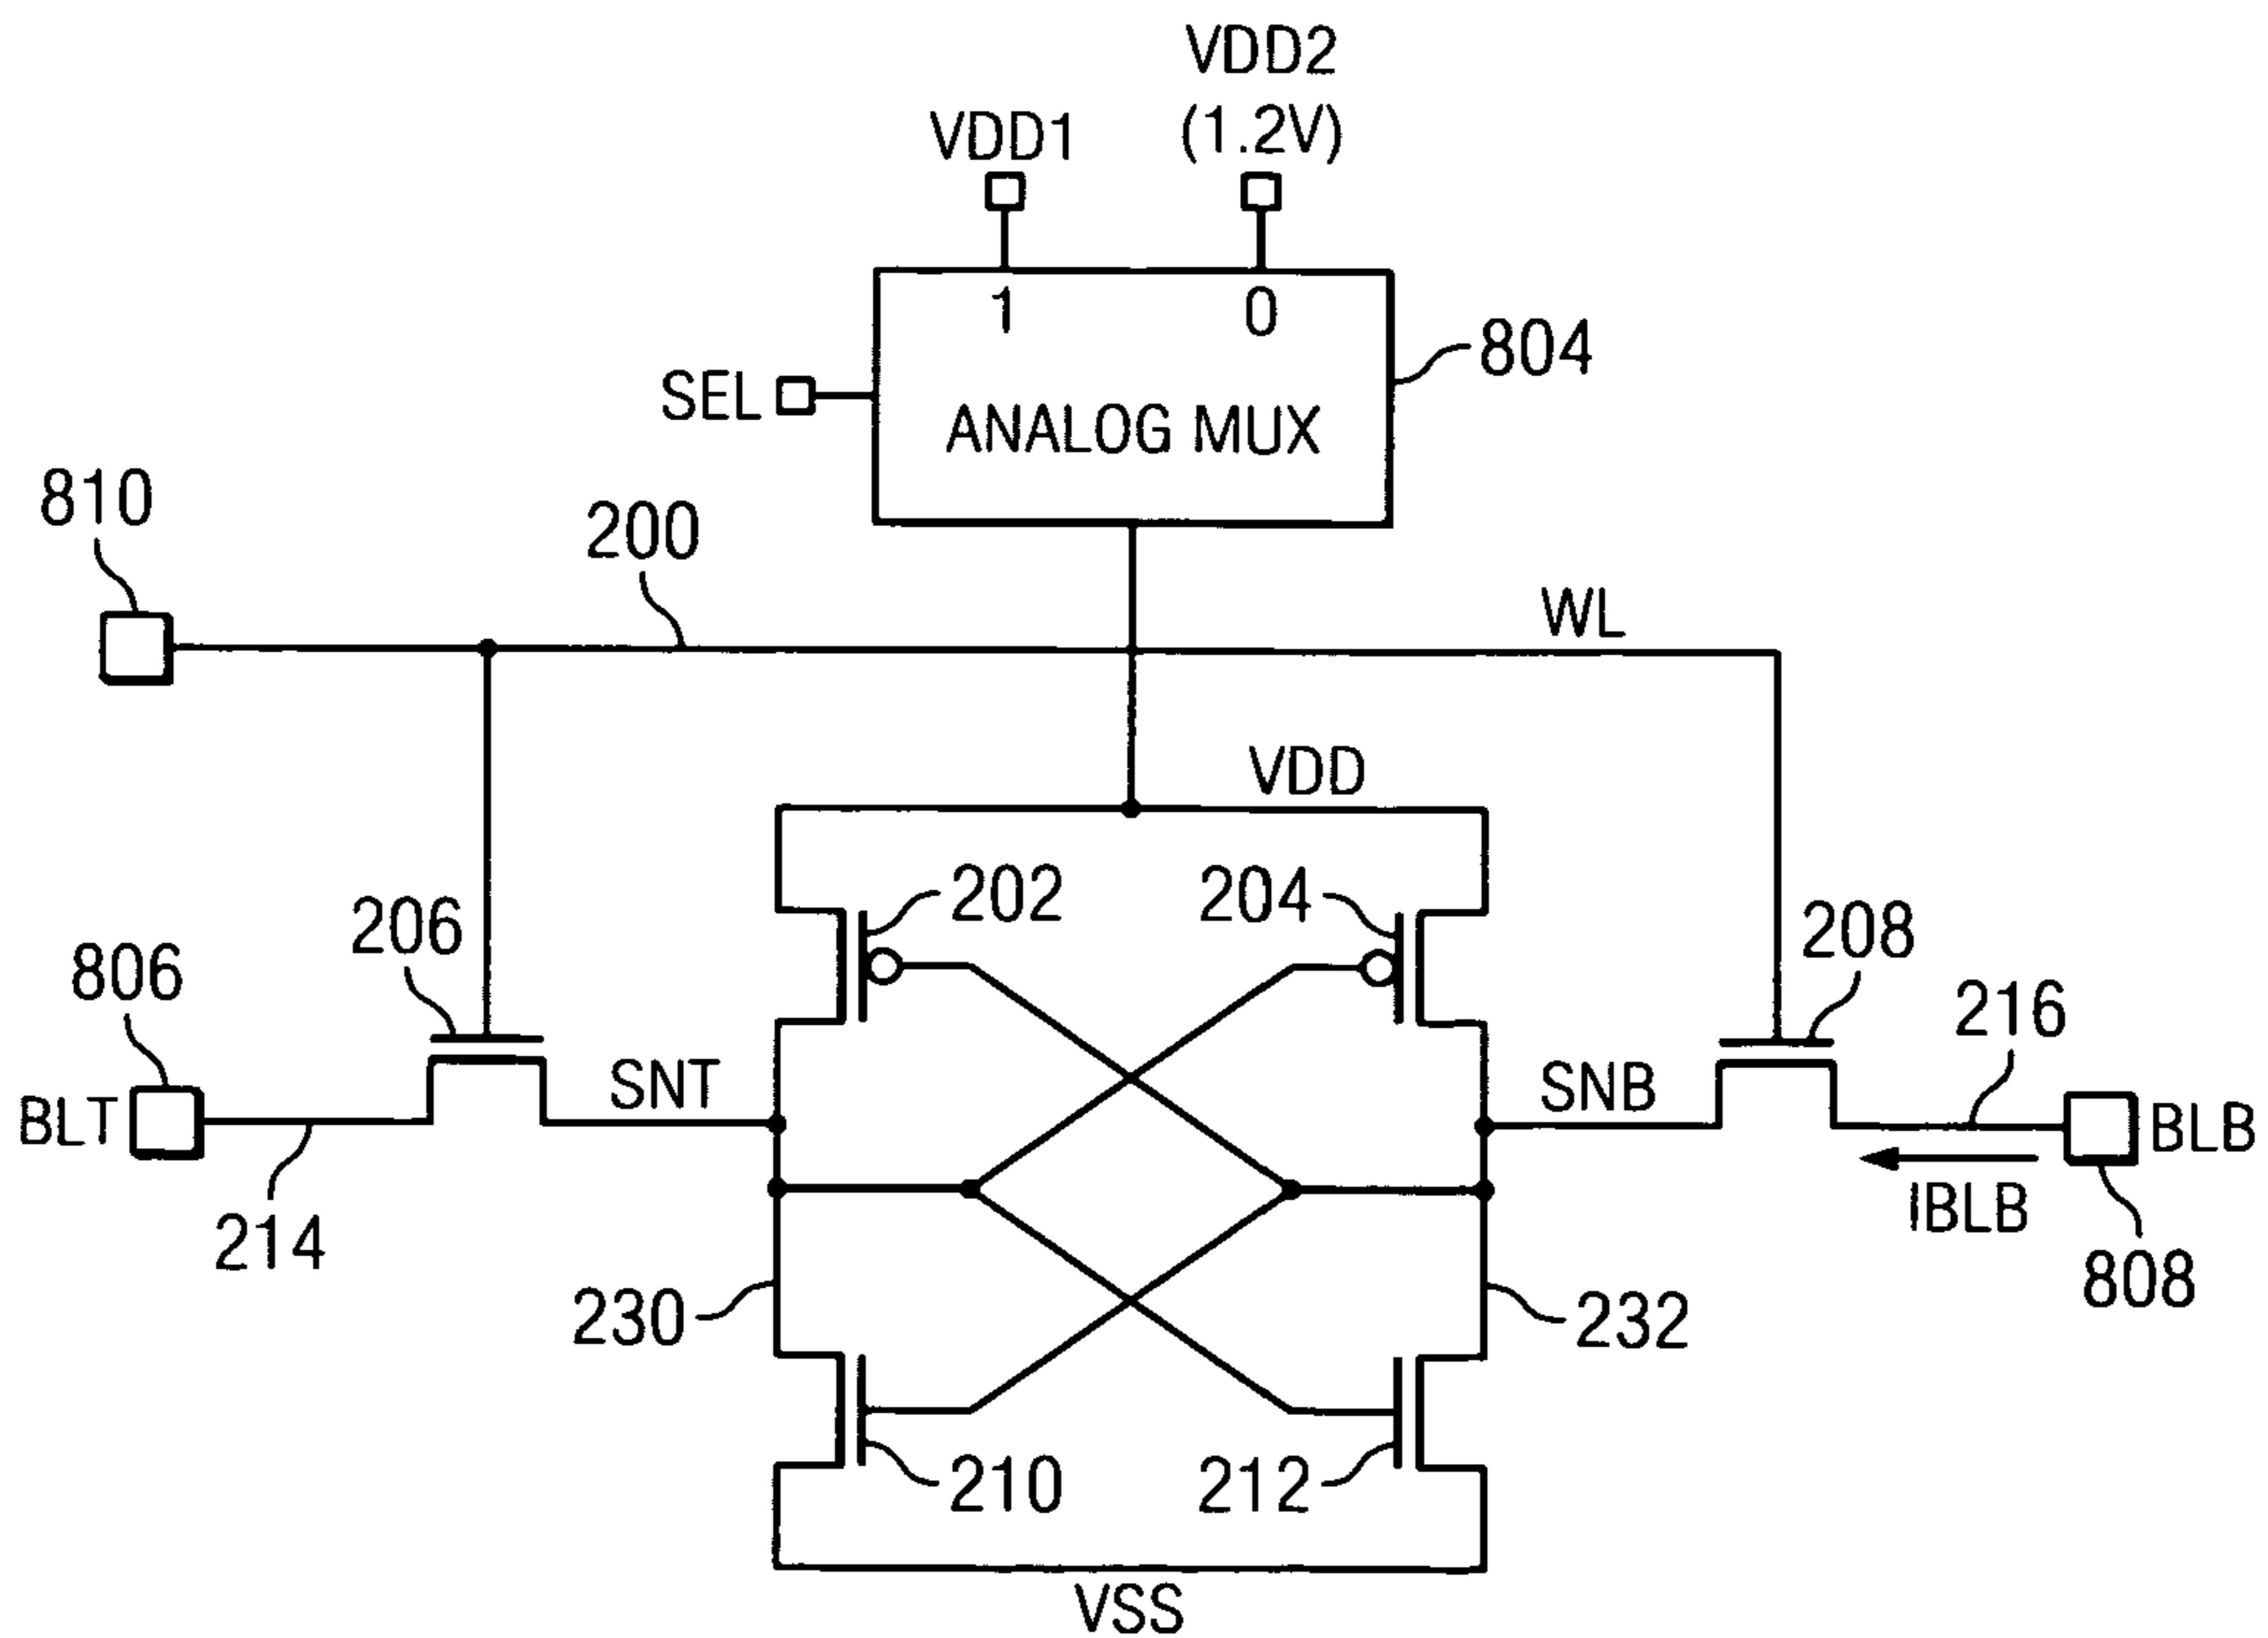 VDD2
(1.2V)
VDD1
1
0
804
SEL
ANALOG MUX
810
200
WL
VDD
202
204
206
208
806
216
SNT
SNB
BLT
BLB
214
IBLB
808
230
232
210
212
VSS